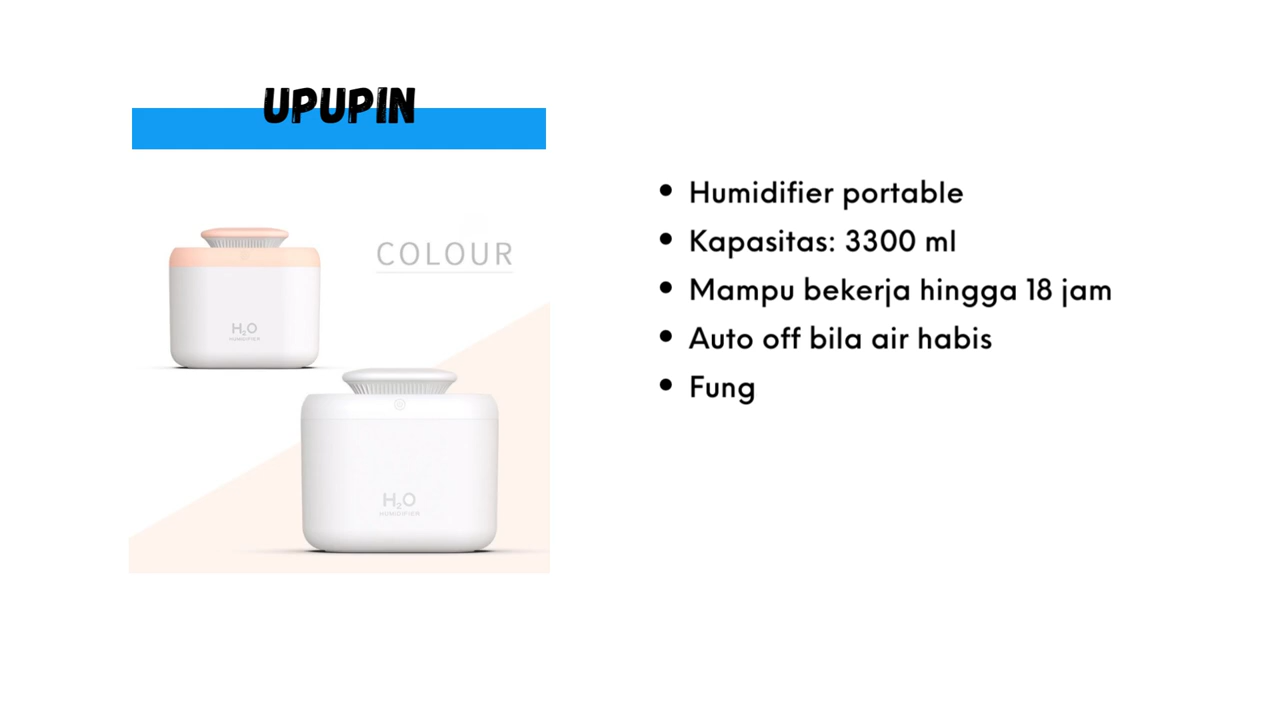 UPUPIN
COLOUR
H₂O
HUMIDIFIER
H₂O
HUMIDIFIER
Humidifier portable
Kapasitas: 3300 ml
Mampu bekerja hingga 18 jam
Auto off bila air habis
Fung